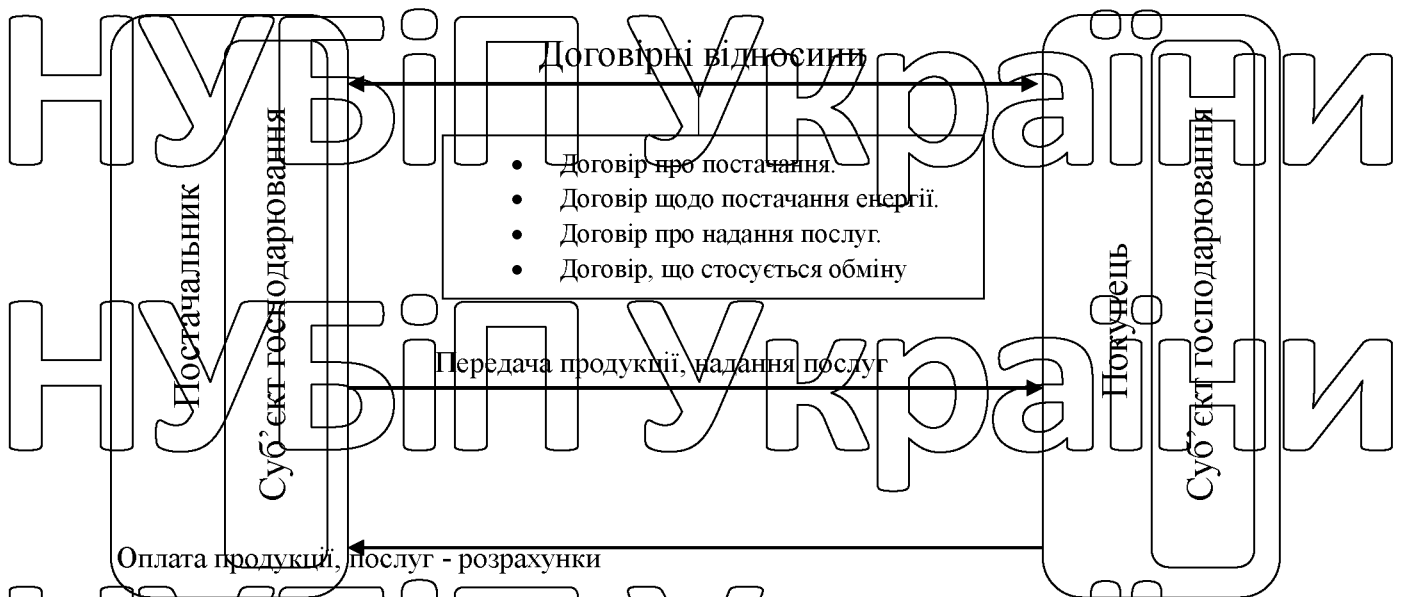 НУБіП України
Договірні відносини
Договір про постачання.
Договір щодо постачання енергії.
Договір про надання послуг.
Договір, що стосується обміну
Постачальник
Суб’єкт господарювання
Покупець
Суб’єкт господарювання
НУБіП України
Передача продукції, надання послуг
Оплата продукції, послуг - розрахунки